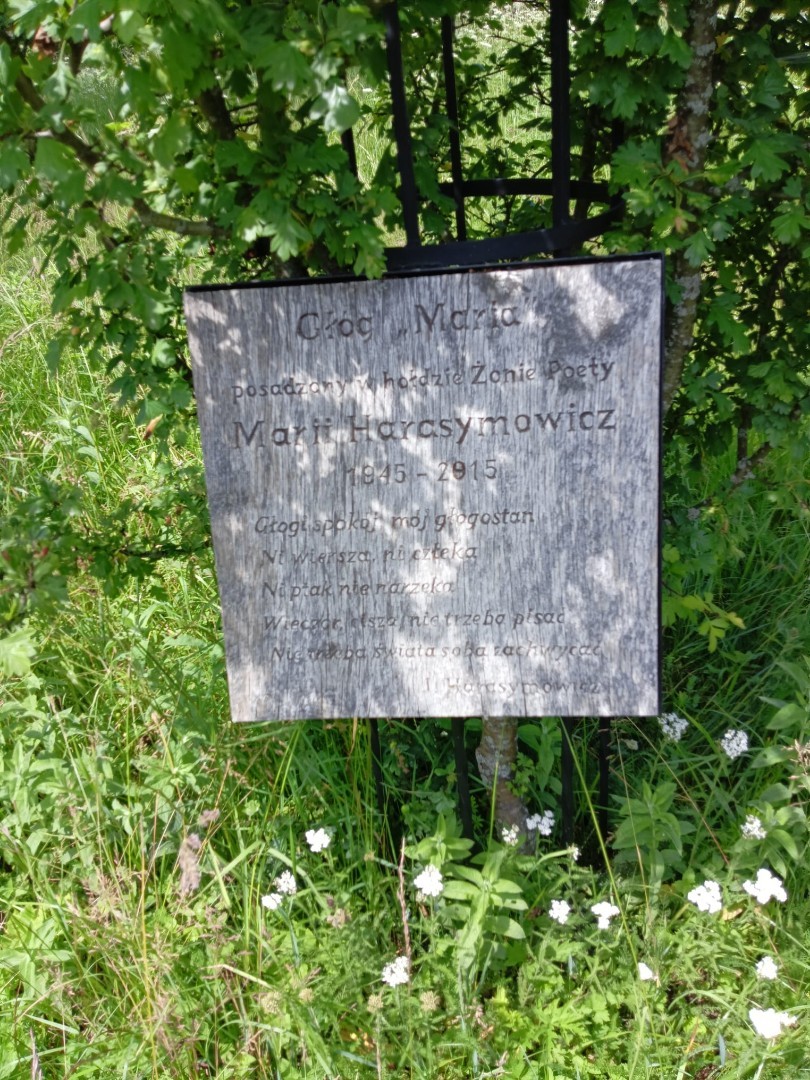 Głóg „Maria”
posadzony w hołdzie Żonie Poety
Marii Harasymowicz
1945 - 2015
Głogi spokój mój głogostan
Ni wiersza, ni człeka
Ni ptak nie narzeka
Wieczór, cisza, nie trzeba pisać
Nie trzeba świata sobą zachwycać
J. Harasymowicz